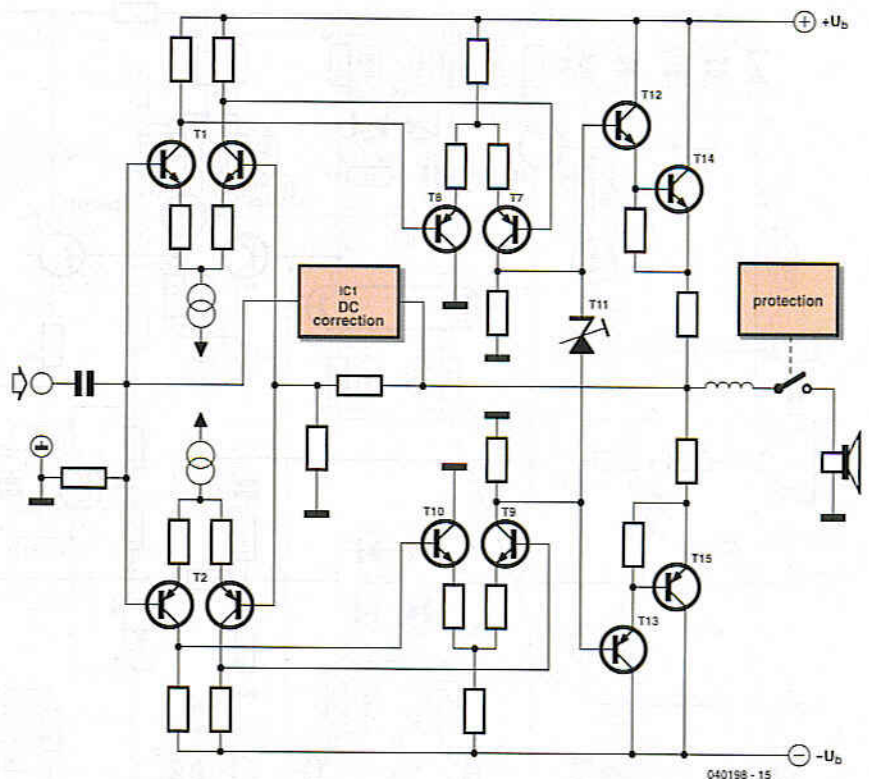 +Ub
T12
T1
T14
T8
T7
IC1
DC
correction
T11
protection
T10
T9
T2
T15
T13
-Ub
040198 - 15